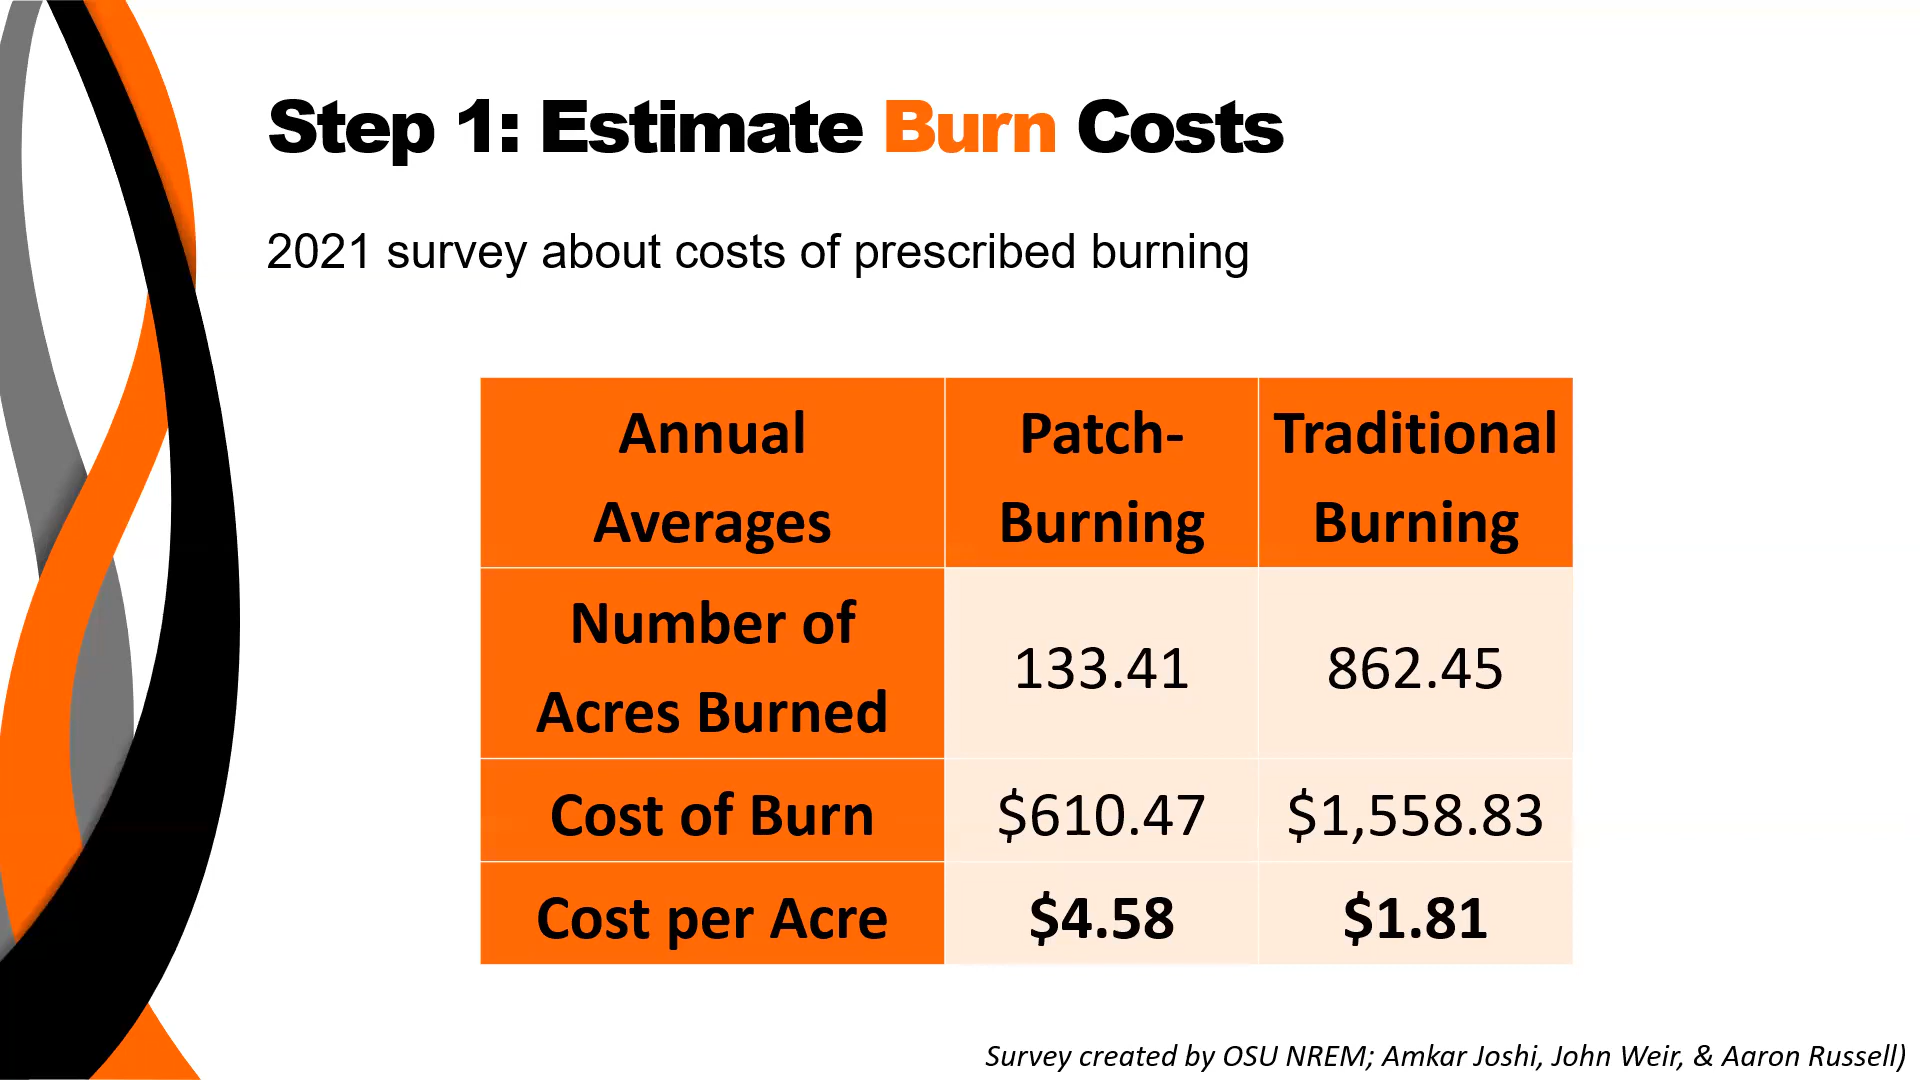 Step 1: Estimate Burn Costs
2021 survey about costs of prescribed burning
Annual Averages
Patch-Burning
Traditional Burning
Number of Acres Burned
133.41
862.45
Cost of Burn
$610.47
$1,558.83
Cost per Acre
$4.58
$1.81
Survey created by OSU NREM; Amkar Joshi, John Weir, & Aaron Russell)